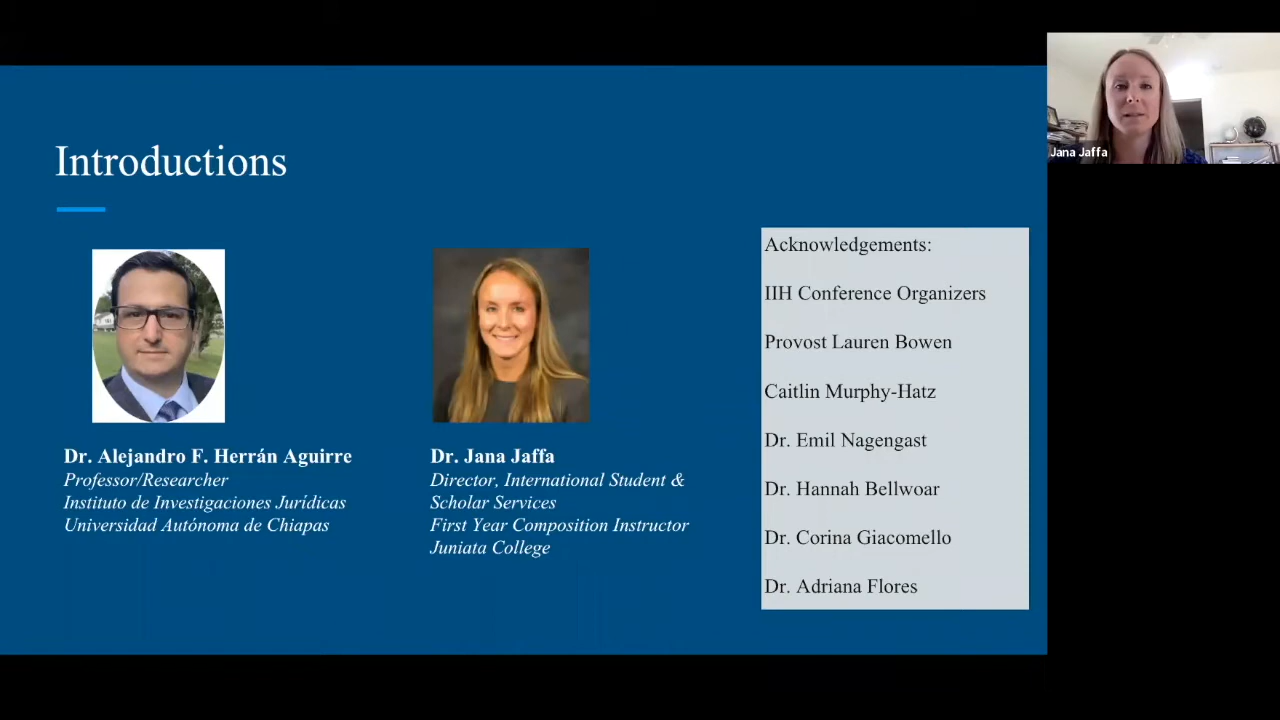 Introductions
Dr. Alejandro F. Herrán Aguirre
Professor/Researcher
Instituto de Investigaciones Jurídicas
Universidad Autónoma de Chiapas
Dr. Jana Jaffa
Director, International Student &
Scholar Services
First Year Composition Instructor
Juniata College
Acknowledgements:
IIH Conference Organizers
Provost Lauren Bowen
Caitlin Murphy-Hatz
Dr. Emil Nagengast
Dr. Hannah Bellwoar
Dr. Corina Giacomello
Dr. Adriana Flores
Jana Jaffa